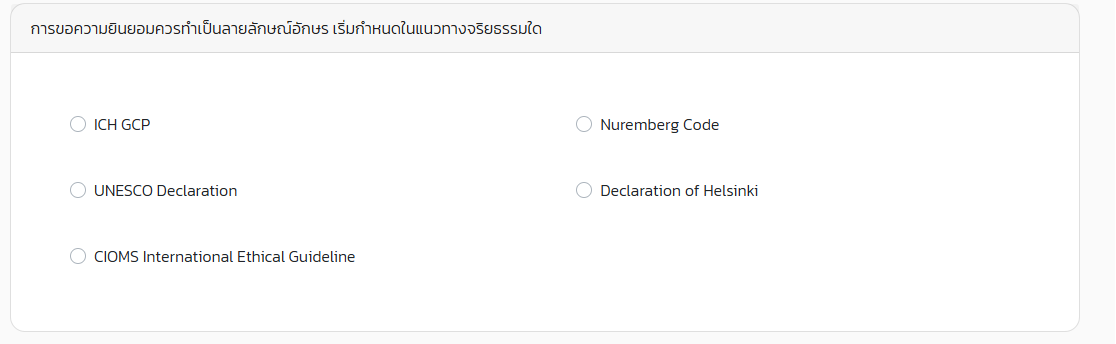 การขอความยินยอมควรทำเป็นลายลักษณ์อักษร เริ่มกำหนดในแนวทางจริยธรรมใด
ICH GCP
Nuremberg Code
UNESCO Declaration
Declaration of Helsinki
CIOMS International Ethical Guideline